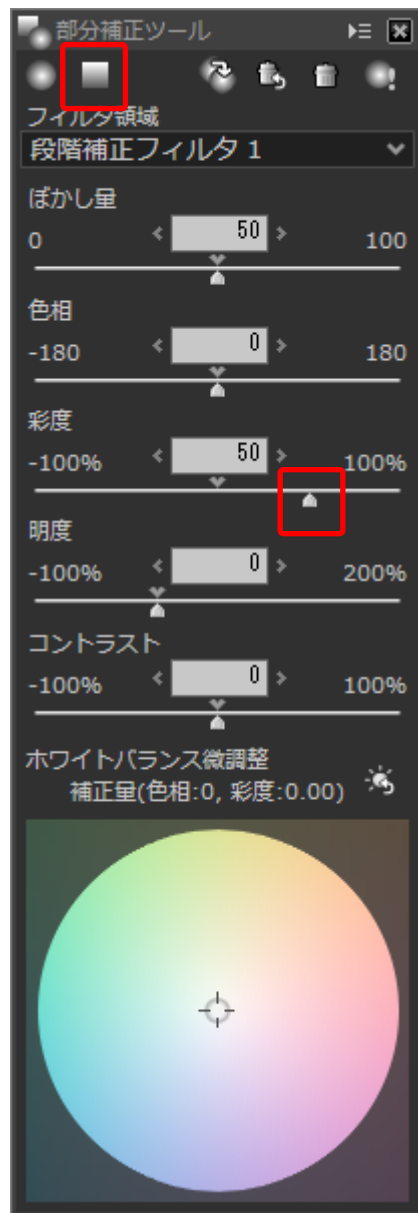 部分補正ツール
フィルタ領域
段階補正フィルタ 1
ぼかし量
0 50 100
色相
-180 0 180
彩度
-100% 50 100%
明度
-100% 0 200%
コントラスト
-100% 0 100%
ホワイトバランス微調整
補正量(色相:0, 彩度:0.00)